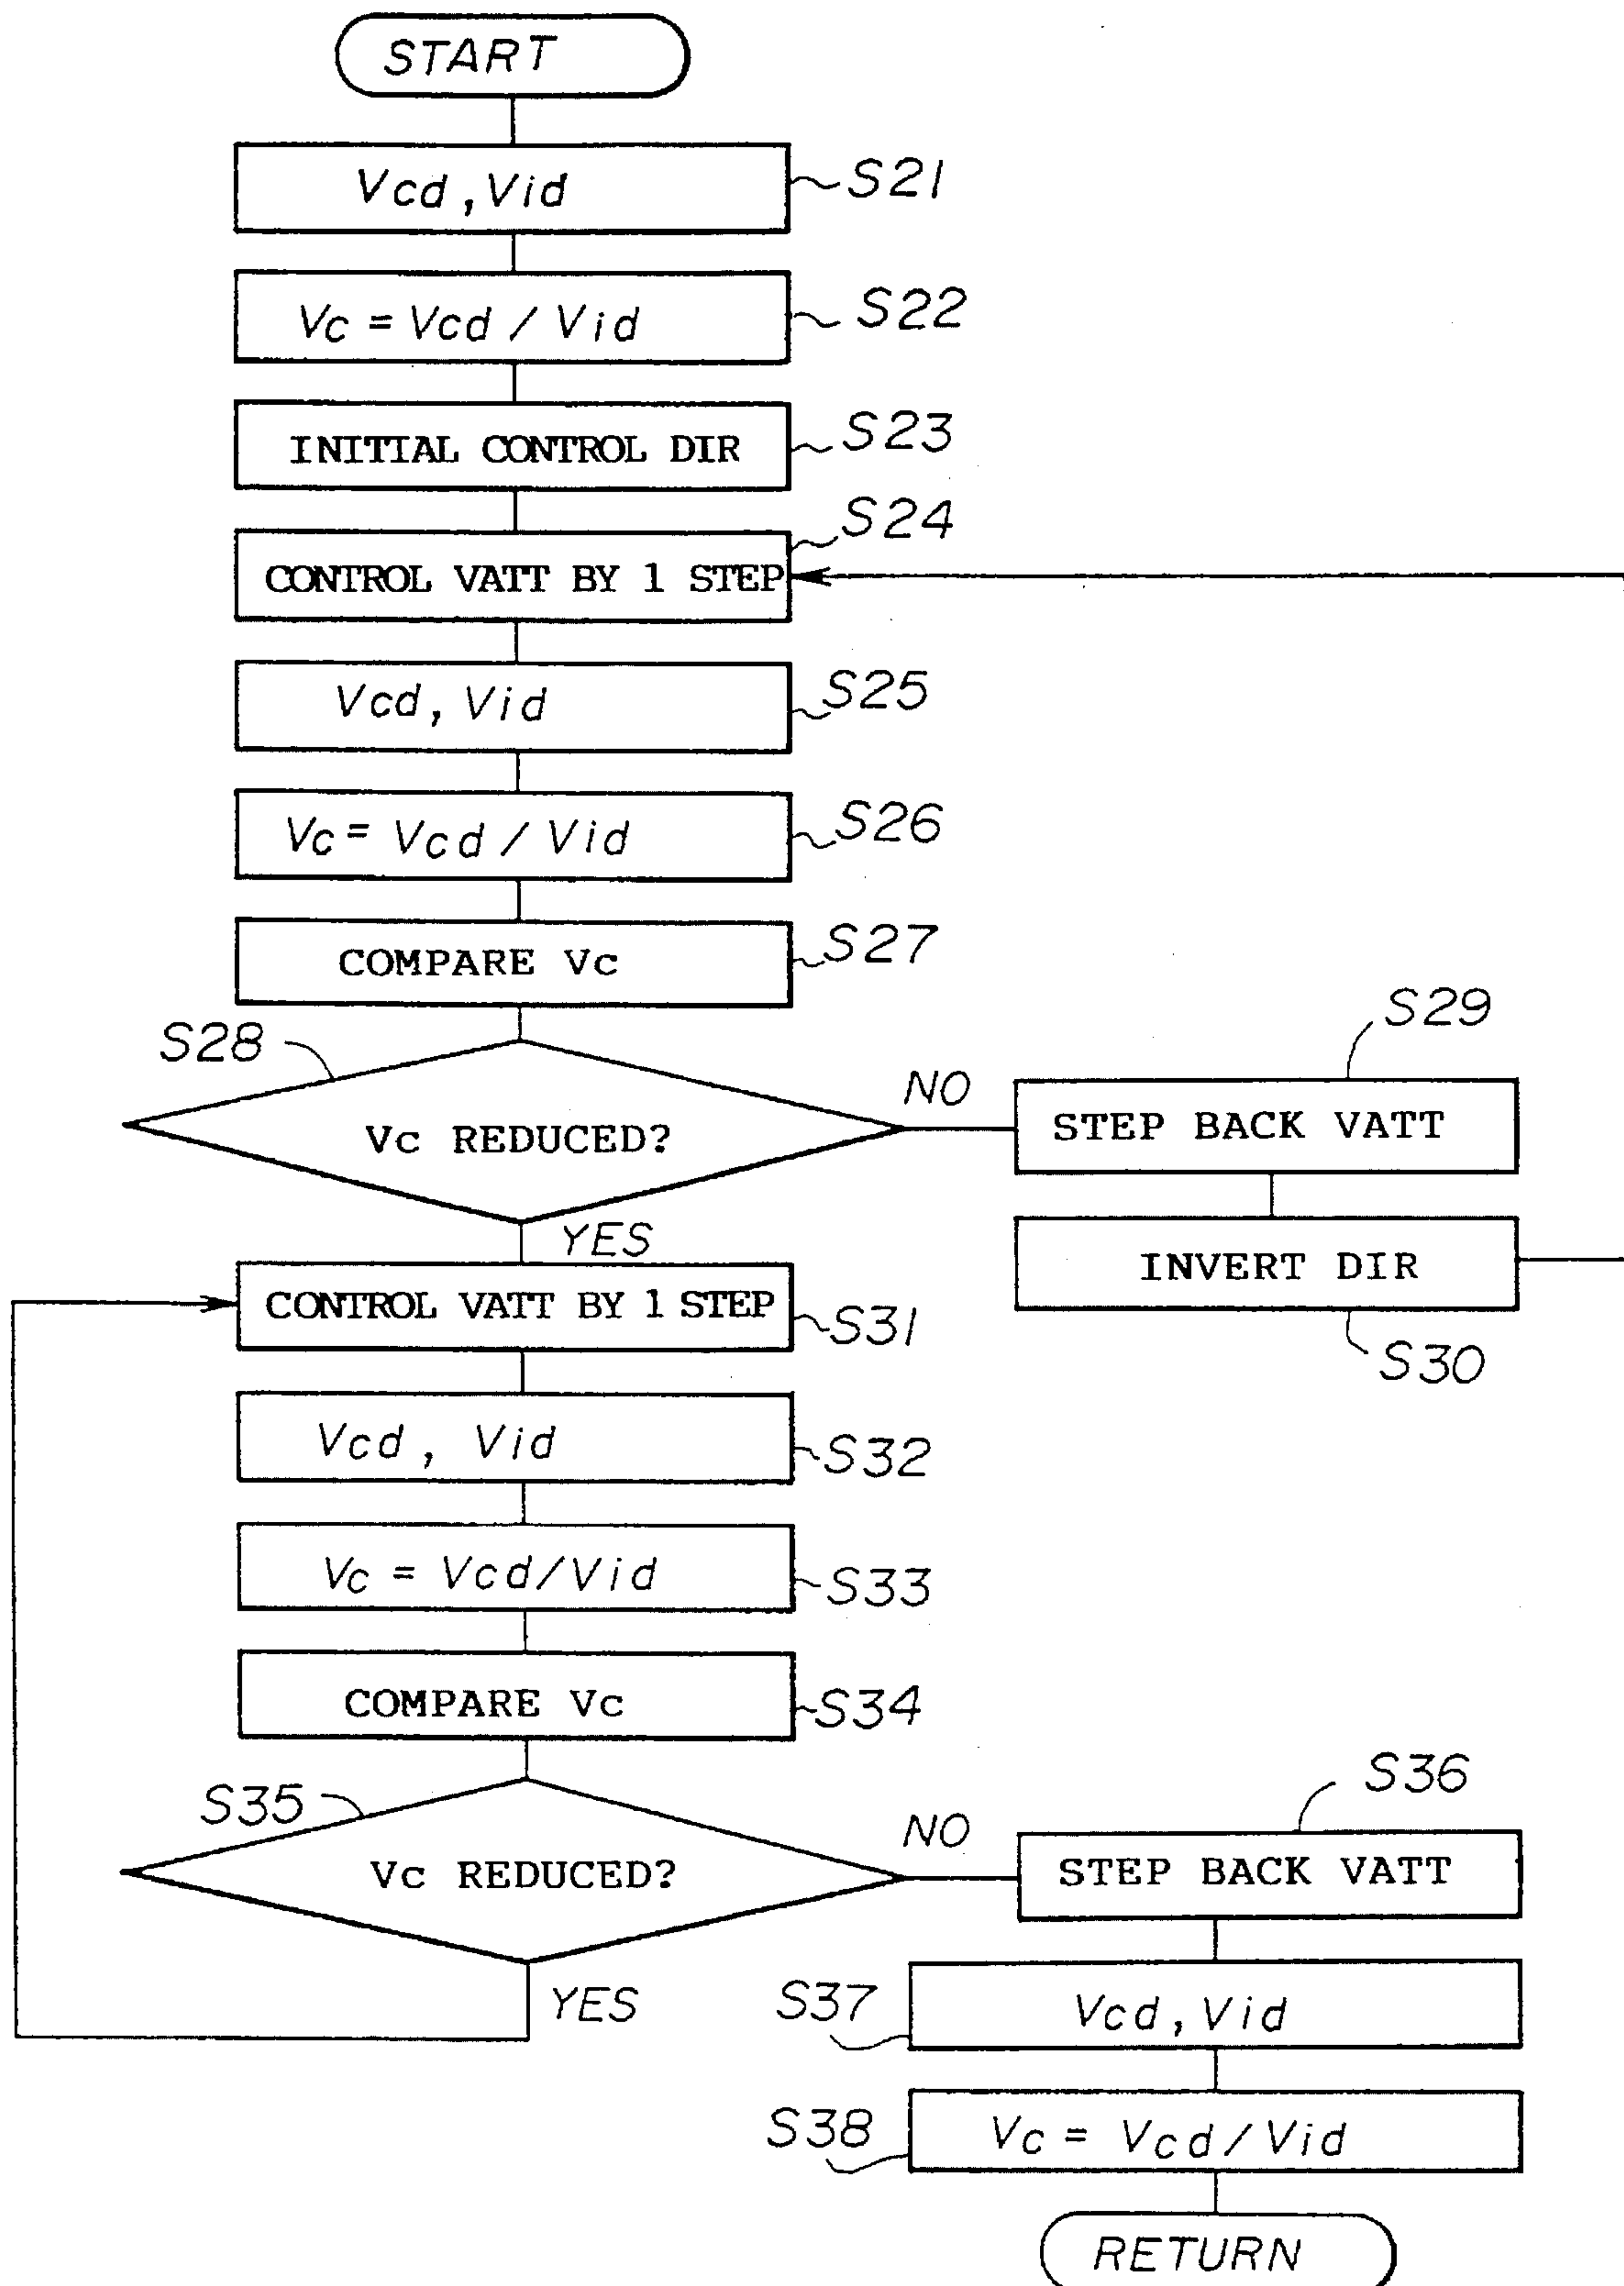 START
Vcd, Vid
S21
Vc = Vcd / Vid
S22
INITIAL CONTROL DIR
S23
CONTROL VATT BY 1 STEP
S24
Vcd, Vid
S25
Vc = Vcd / Vid
S26
COMPARE Vc
S27
S28
Vc REDUCED?
NO
S29
STEP BACK VATT
INVERT DIR
S30
YES
CONTROL VATT BY 1 STEP
S31
Vcd, Vid
S32
Vc = Vcd/Vid
S33
COMPARE Vc
S34
S35
Vc REDUCED?
NO
S36
STEP BACK VATT
YES
S37
Vcd, Vid
S38
Vc = Vcd / Vid
RETURN